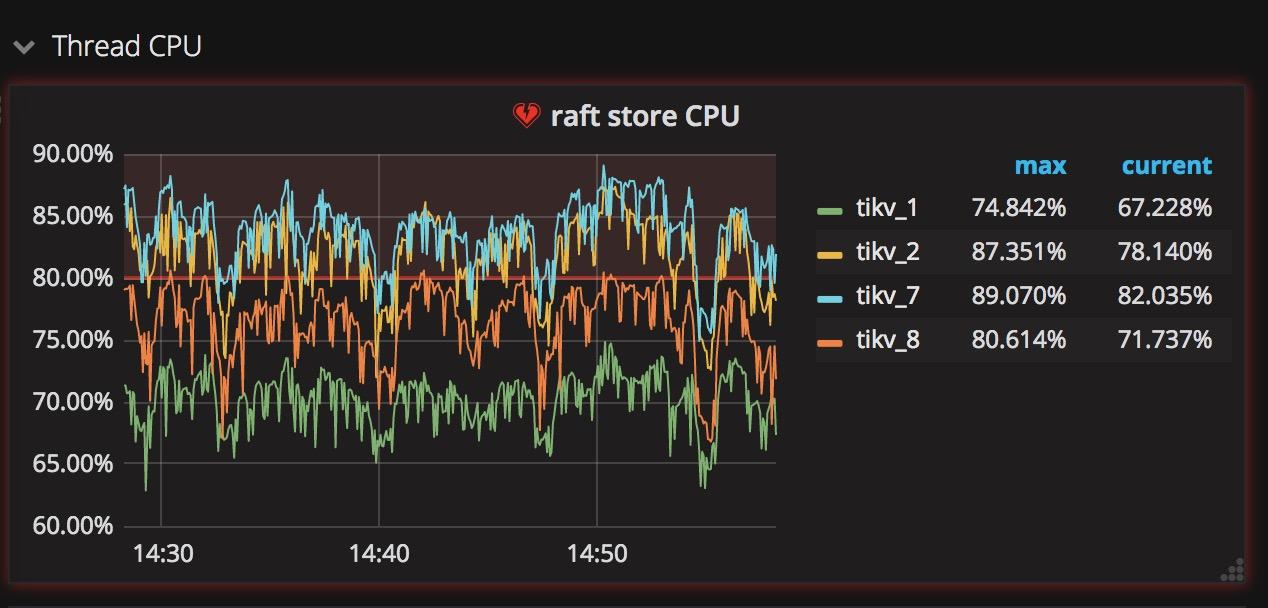 Thread CPU
raft store CPU
90.00%
85.00%
80.00%
75.00%
70.00%
65.00%
60.00%
14:30 14:40 14:50
max current
tikv_1 74.842% 67.228%
tikv_2 87.351% 78.140%
tikv_7 89.070% 82.035%
tikv_8 80.614% 71.737%